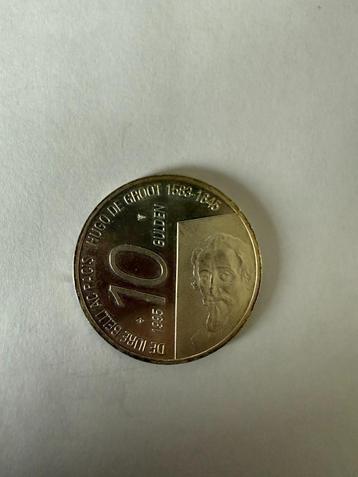 DE IURE BELLI AC PACIS HUGO DE GROOT 1583-1645
10
GULDEN
1995